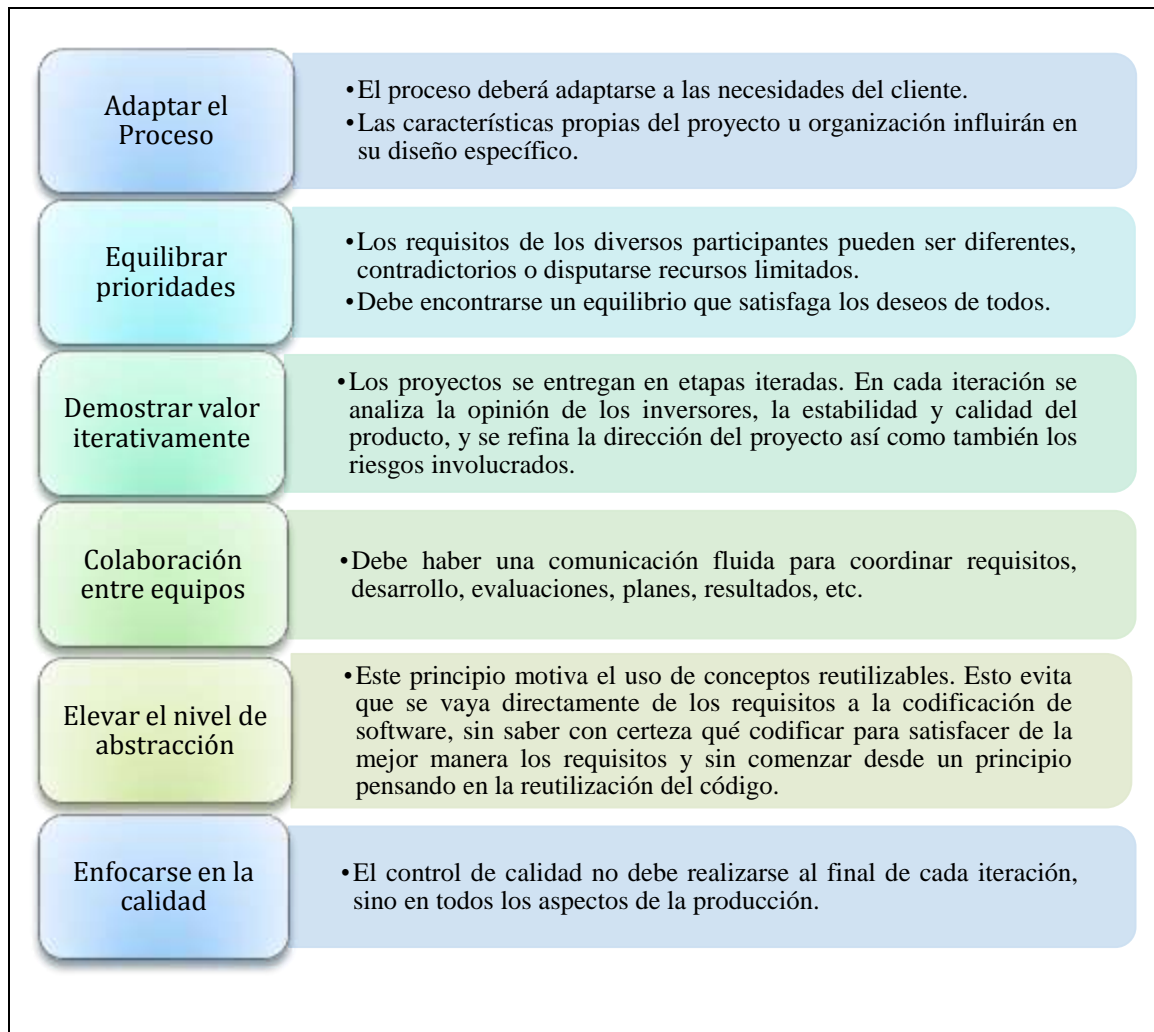 Adaptar el
Proceso
•El proceso deberá adaptarse a las necesidades del cliente.
•Las características propias del proyecto u organización influirán en
su diseño específico.
Equilibrar
prioridades
•Los requisitos de los diversos participantes pueden ser diferentes,
contradictorios o disputarse recursos limitados.
•Debe encontrarse un equilibrio que satisfaga los deseos de todos.
Demostrar valor
iterativamente
•Los proyectos se entregan en etapas iteradas. En cada iteración se
analiza la opinión de los inversores, la estabilidad y calidad del
producto, y se refina la dirección del proyecto así como también los
riesgos involucrados.
Colaboración
entre equipos
•Debe haber una comunicación fluida para coordinar requisitos,
desarrollo, evaluaciones, planes, resultados, etc.
Elevar el nivel de
abstracción
•Este principio motiva el uso de conceptos reutilizables. Esto evita
que se vaya directamente de los requisitos a la codificación de
software, sin saber con certeza qué codificar para satisfacer de la
mejor manera los requisitos y sin comenzar desde un principio
pensando en la reutilización del código.
Enfocarse en la
calidad
•El control de calidad no debe realizarse al final de cada iteración,
sino en todos los aspectos de la producción.